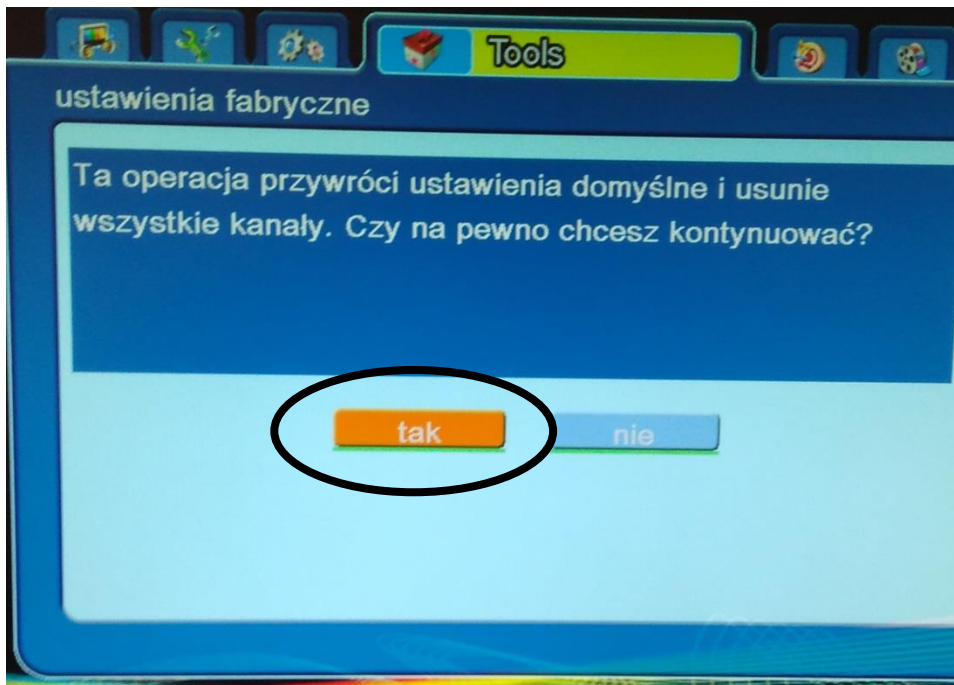 Tools
ustawienia fabryczne
Ta operacja przywróci ustawienia domyślne i usunie
wszystkie kanały. Czy na pewno chcesz kontynuować?
tak
nie